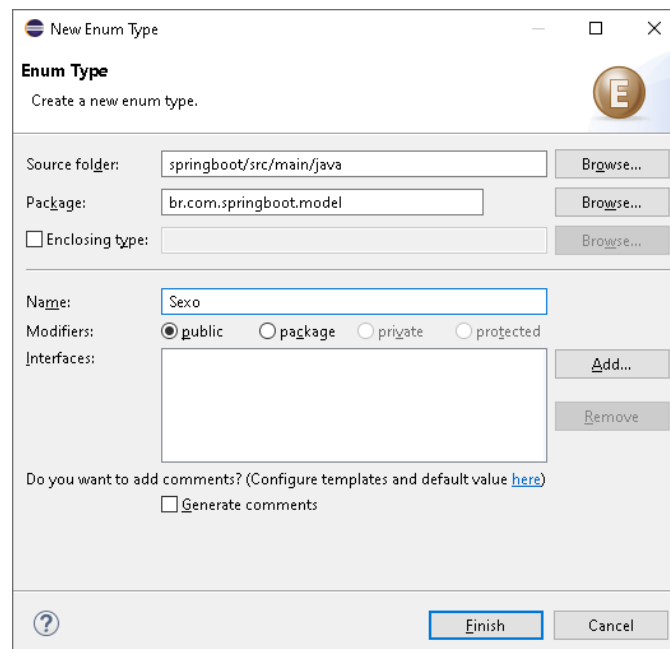 New Enum Type
Enum Type
Create a new enum type.
E
Source folder: springboot/src/main/java Browse...
Package: br.com.springboot.model Browse...
Enclosing type: Browse...
Name: Sexo
Modifiers: public package private protected
Interfaces: Add...
Remove
Do you want to add comments? (Configure templates and default value here)
Generate comments
? Finish Cancel